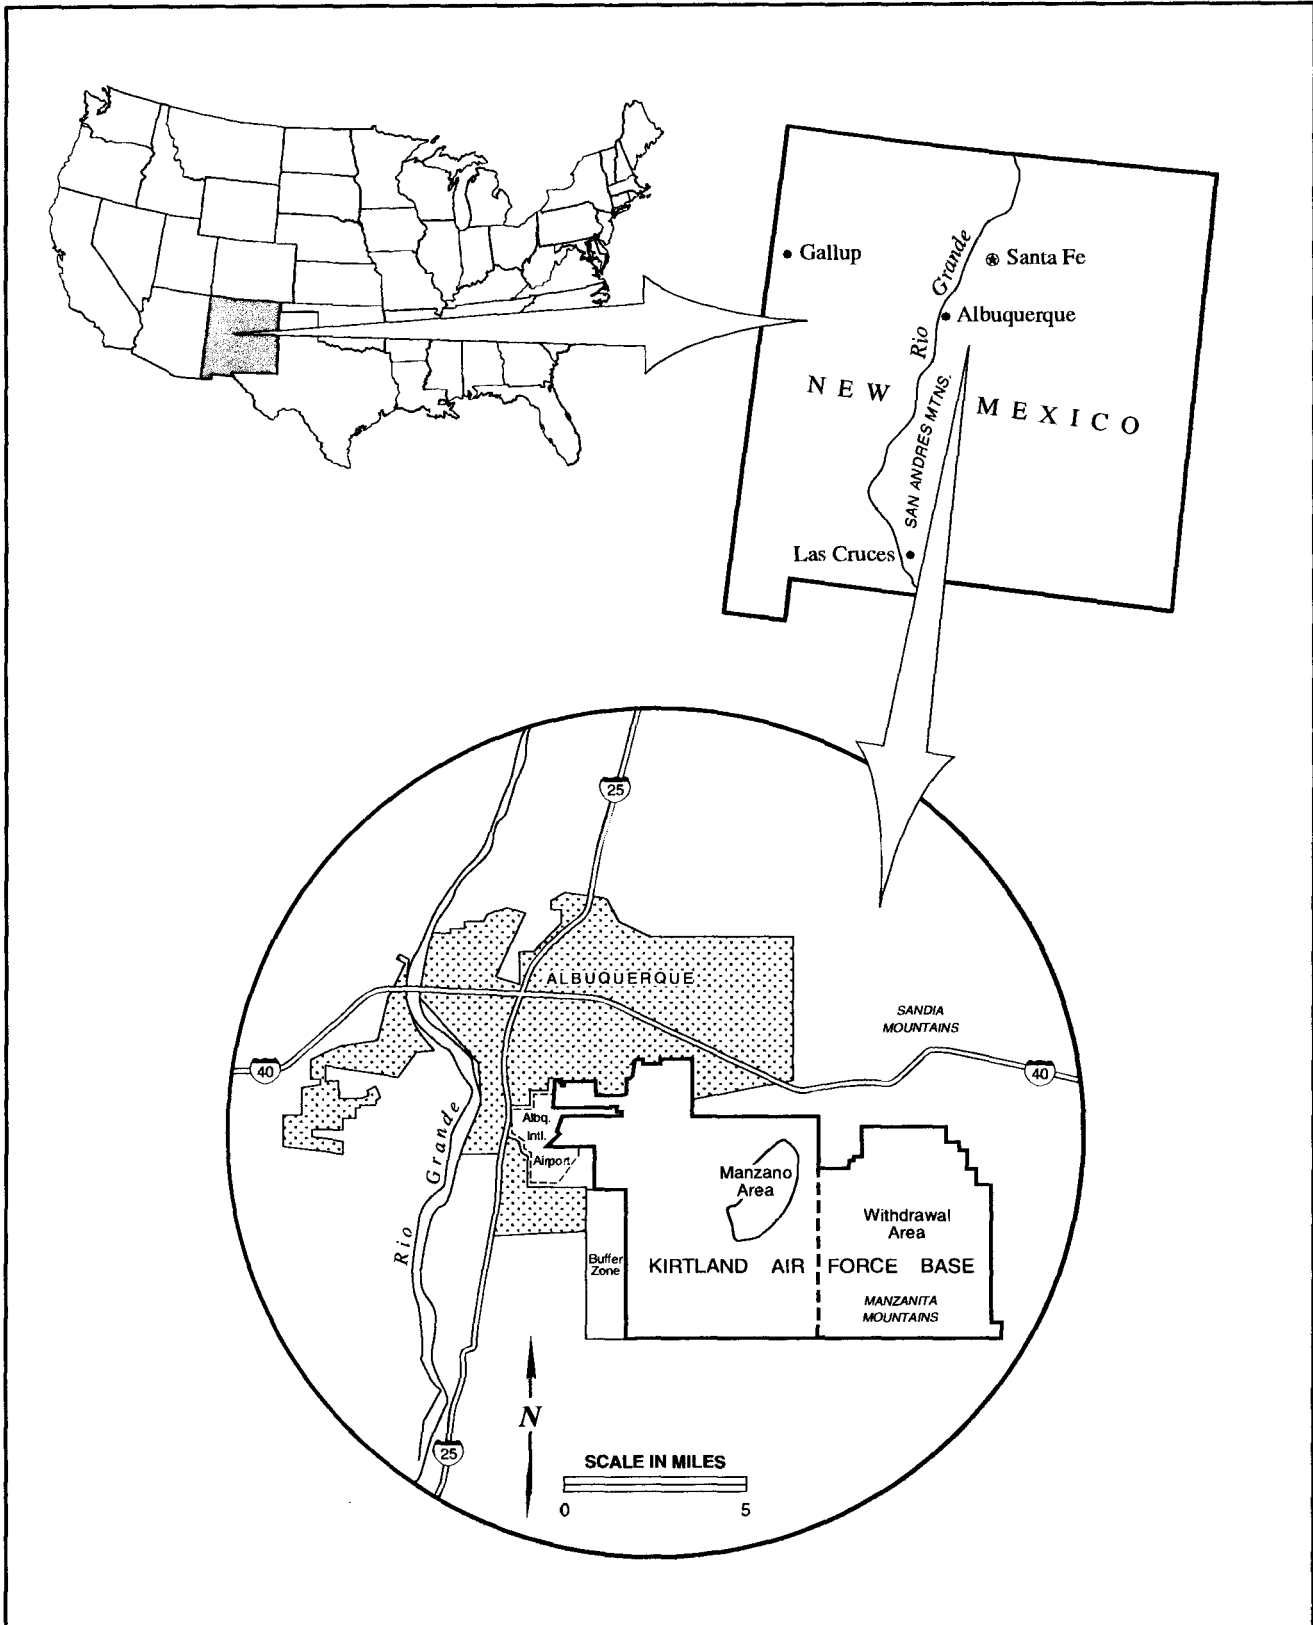 Gallup
Santa Fe
Rio Grande
Albuquerque
NEW MEXICO
SAN ANDRES MTNS.
Las Cruces
25
ALBUQUERQUE
SANDIA
MOUNTAINS
40
40
Albq.
Intl.
Airport
Rio Grande
Manzano
Area
Withdrawal
Area
Buffer
Zone
KIRTLAND AIR FORCE BASE
MANZANITA
MOUNTAINS
N
25
SCALE IN MILES
0 5